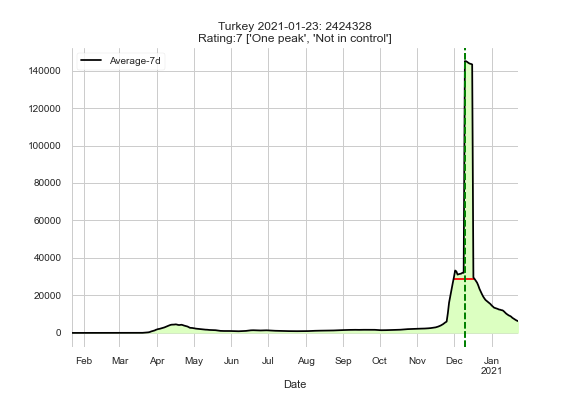 Turkey 2021-01-23: 2424328
Rating:7 ['One peak', 'Not in control']
Average-7d
140000
120000
100000
80000
60000
40000
20000
0
Feb Mar Apr May Jun Jul Aug Sep Oct Nov Dec Jan
2021
Date